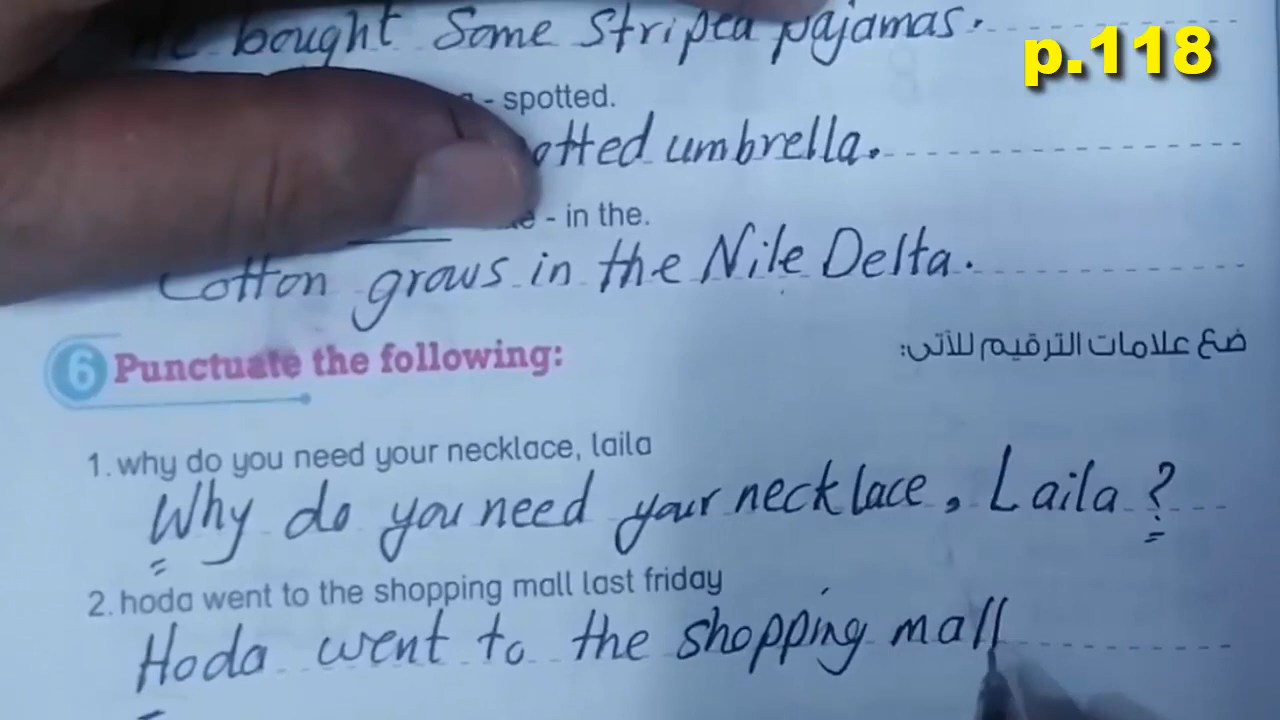 He bought Some striped pajamas.
p.118
- spotted.
otted umbrella.
- in the.
Cotton grows in the Nile Delta.
6 Punctuate the following:
ضع علامات الترقيم للآتي:
1. why do you need your necklace, laila
Why do you need your necklace, Laila?
2. hoda went to the shopping mall last friday
Hoda went to the shopping mall